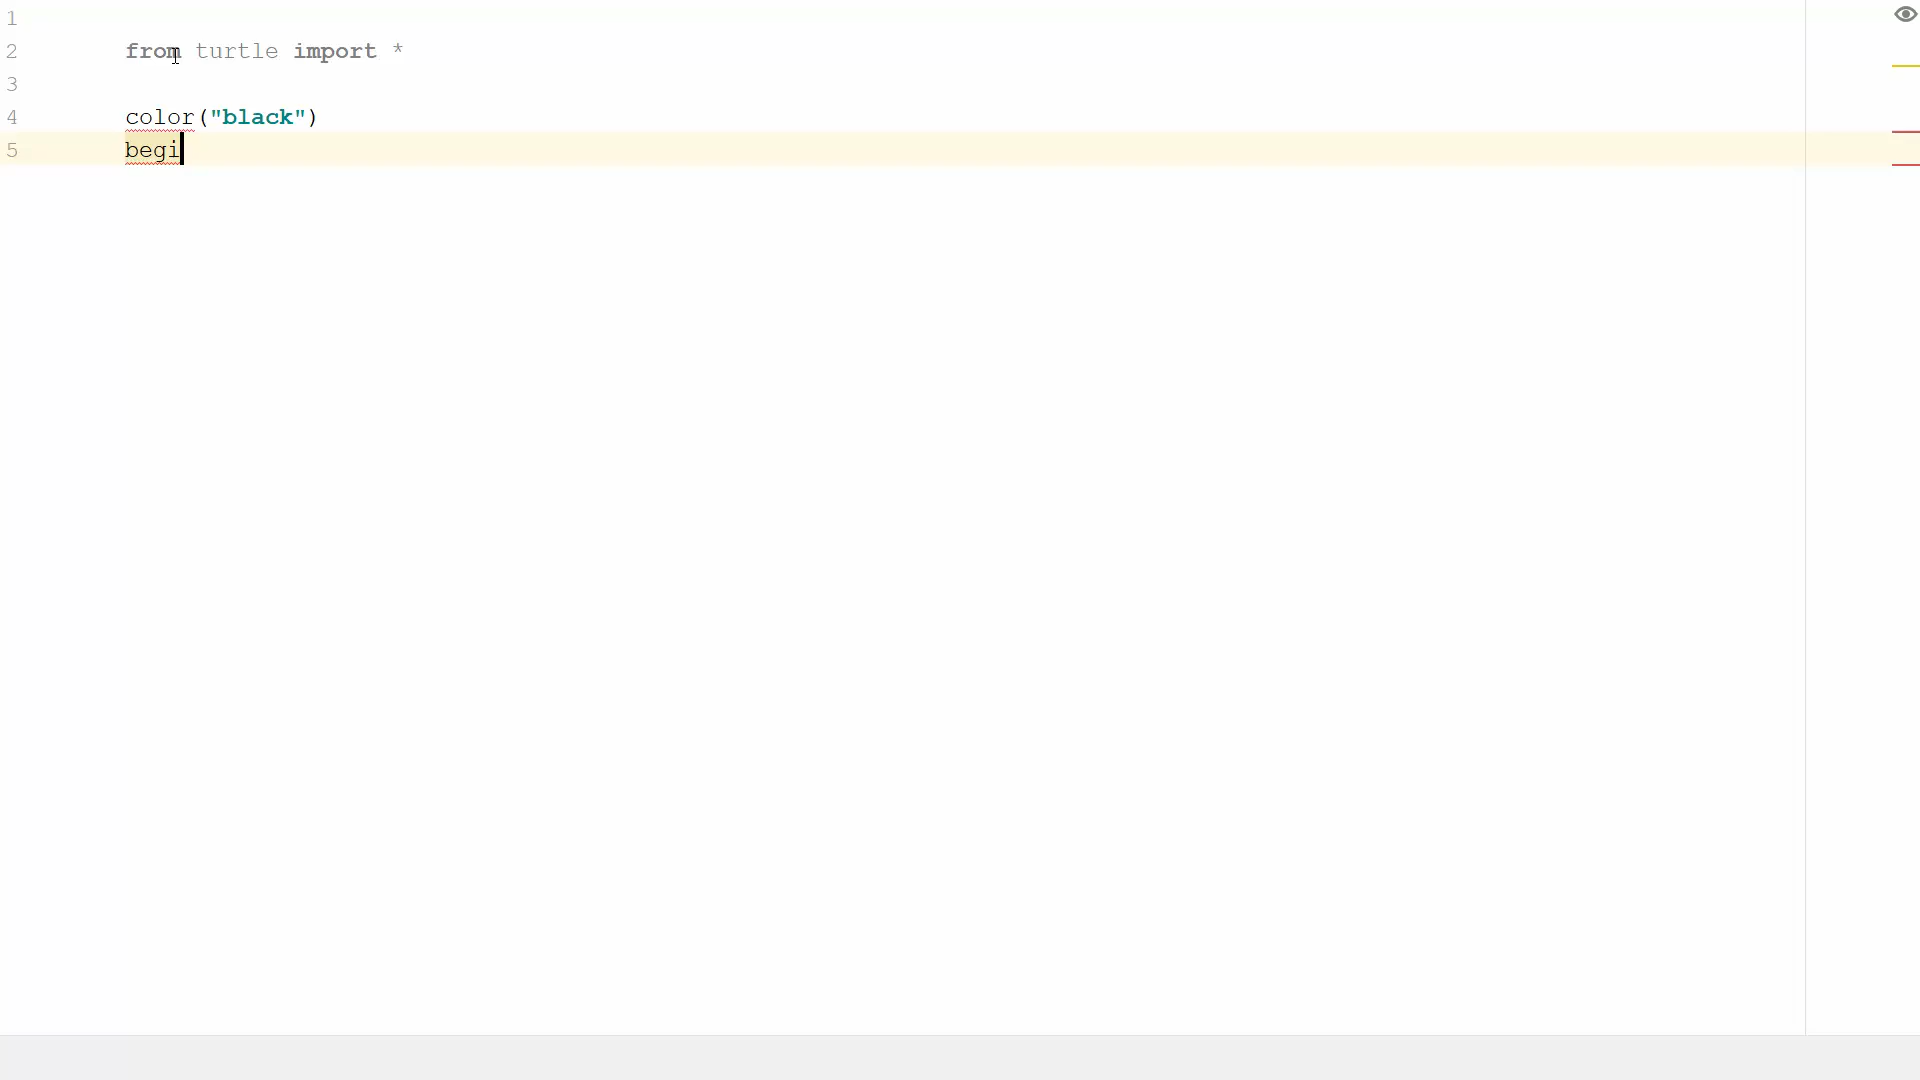 1
2 from turtle import *
3
4 color("black")
5 begi